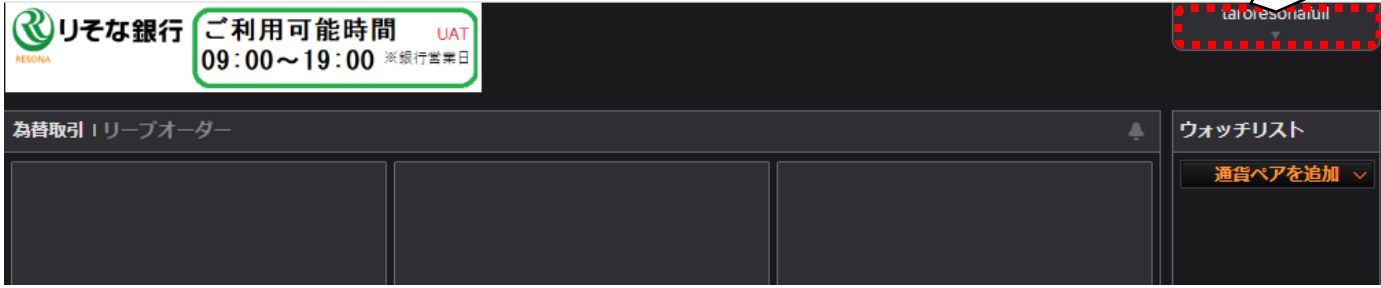 りそな銀行
RESONA
ご利用可能時間 UAT
09:00～19:00 ※銀行営業日
taroresonafull
為替取引 | リーブオーダー
ウォッチリスト
通貨ペアを追加